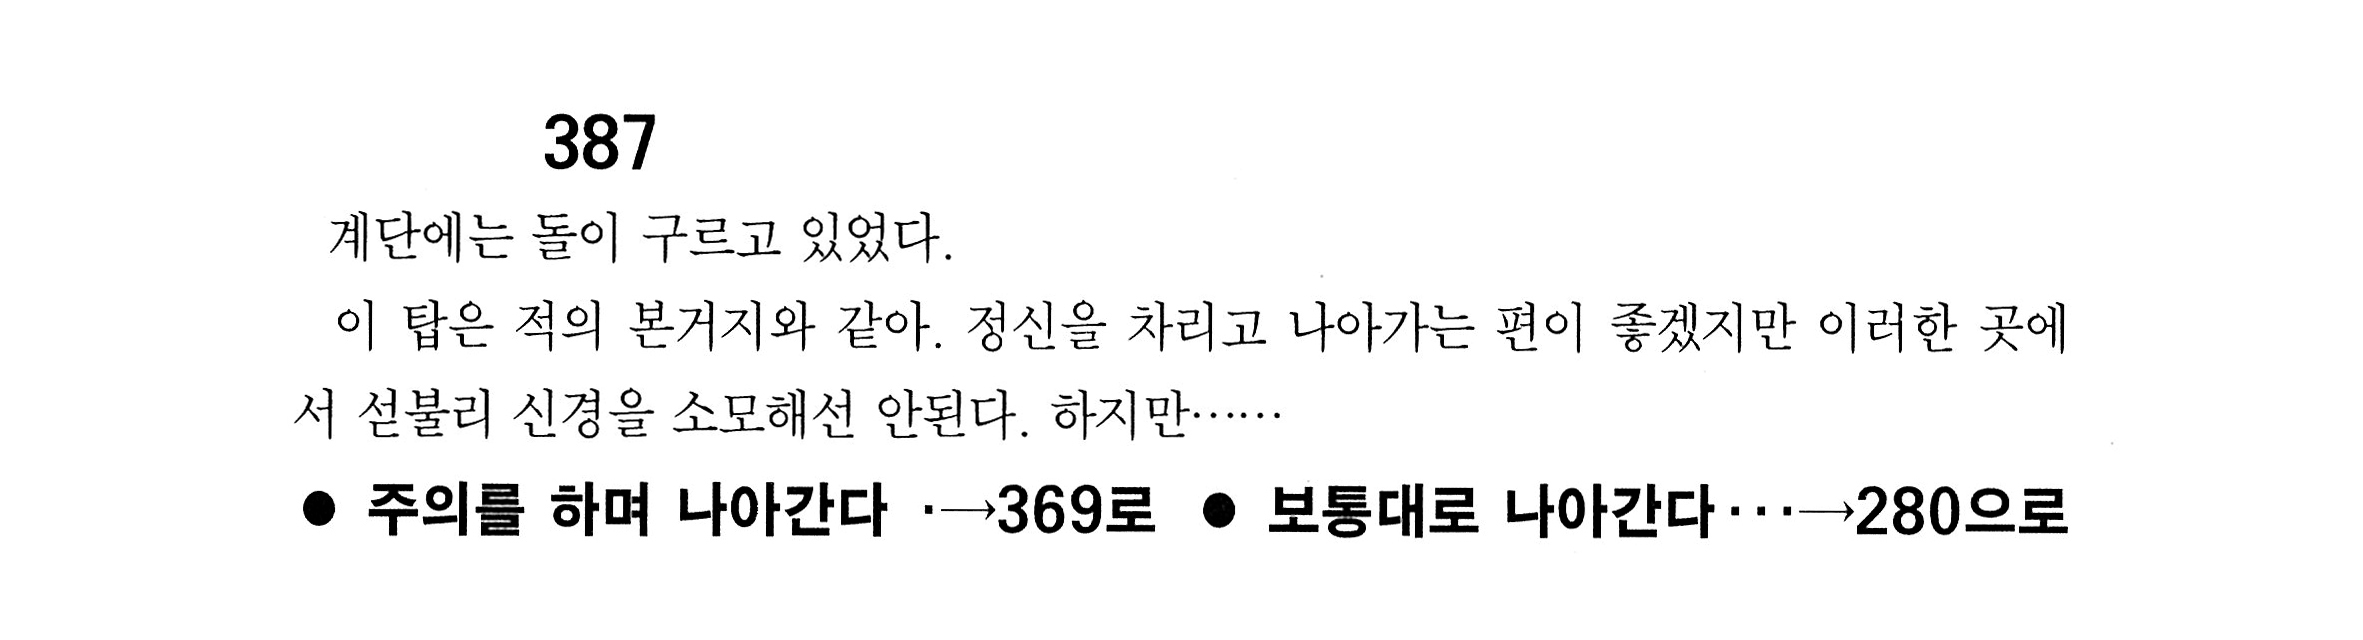 387
계단에는 돌이 구르고 있었다.
이 탑은 적의 본거지와 같아. 정신을 차리고 나아가는 편이 좋겠지만 이러한 곳에
서 섣불리 신경을 소모해선 안된다. 하지만……
● 주의를 하며 나아간다 ·→369로 ● 보통대로 나아간다···→280으로